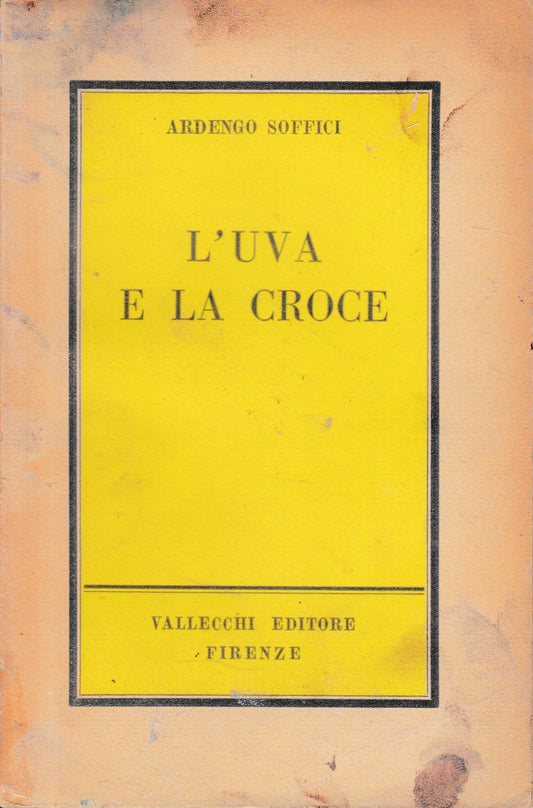 ARDENGO SOFFICI
L'UVA
E LA CROCE
VALLECCHI EDITORE
FIRENZE